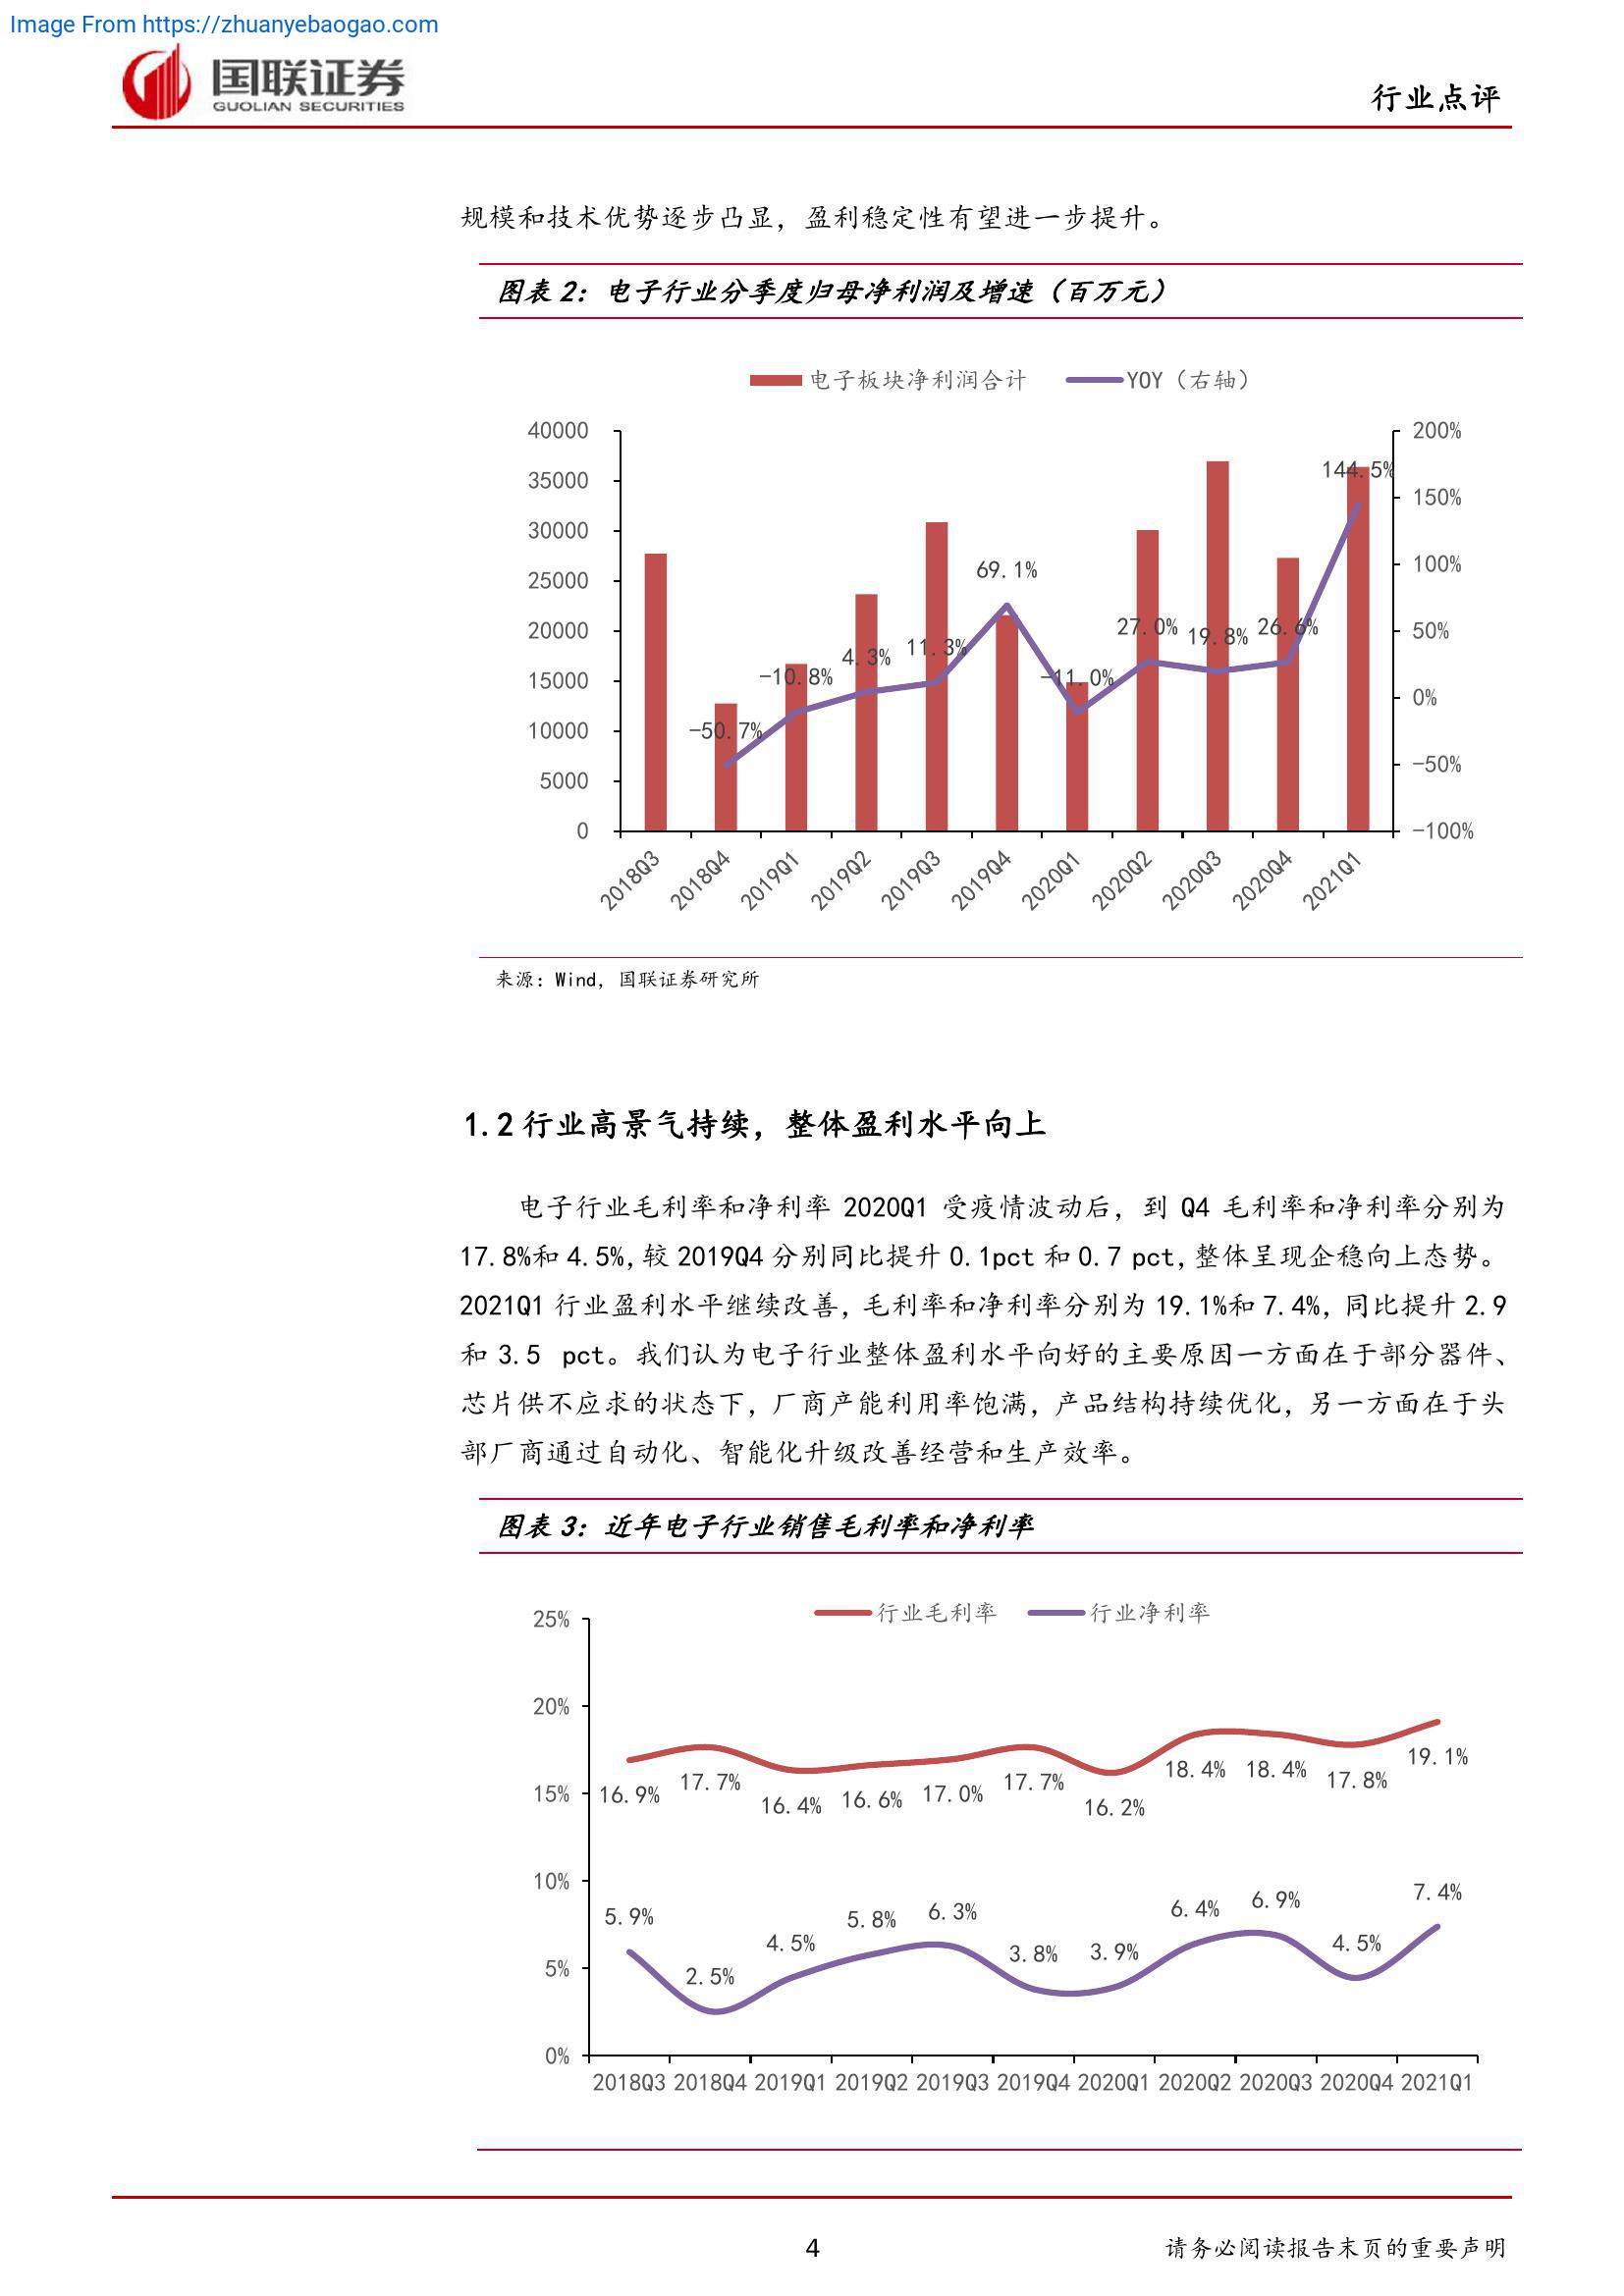 Image From https://zhuanyebaogao.com
国联证券
GUOLIAN SECURITIES
行业点评
规模和技术优势逐步凸显，盈利稳定性有望进一步提升。
图表 2：电子行业分季度归母净利润及增速（百万元）
电子板块净利润合计 YOY（右轴）
40000 200%
35000 150%
30000 100%
25000 50%
20000 0%
15000 -50%
10000 -100%
5000
0
-50.7% -10.8% 4.3% 11.3% 69.1% -11.0% 27.0% 19.8% 26.6% 144.5%
2018Q3 2018Q4 2019Q1 2019Q2 2019Q3 2019Q4 2020Q1 2020Q2 2020Q3 2020Q4 2021Q1
来源：Wind，国联证券研究所
1.2 行业高景气持续，整体盈利水平向上
电子行业毛利率和净利率 2020Q1 受疫情波动后，到 Q4 毛利率和净利率分别为
17.8%和 4.5%，较 2019Q4 分别同比提升 0.1pct 和 0.7 pct，整体呈现企稳向上态势。
2021Q1 行业盈利水平继续改善，毛利率和净利率分别为 19.1%和 7.4%，同比提升 2.9
和 3.5 pct。我们认为电子行业整体盈利水平向好的主要原因一方面在于部分器件、
芯片供不应求的状态下，厂商产能利用率饱满，产品结构持续优化，另一方面在于头
部厂商通过自动化、智能化升级改善经营和生产效率。
图表 3：近年电子行业销售毛利率和净利率
行业毛利率 行业净利率
25%
20%
15%
10%
5%
0%
16.9% 17.7% 16.4% 16.6% 17.0% 17.7% 16.2% 18.4% 18.4% 17.8% 19.1%
5.9% 2.5% 4.5% 5.8% 6.3% 3.8% 3.9% 6.4% 6.9% 4.5% 7.4%
2018Q3 2018Q4 2019Q1 2019Q2 2019Q3 2019Q4 2020Q1 2020Q2 2020Q3 2020Q4 2021Q1
4
请务必阅读报告末页的重要声明